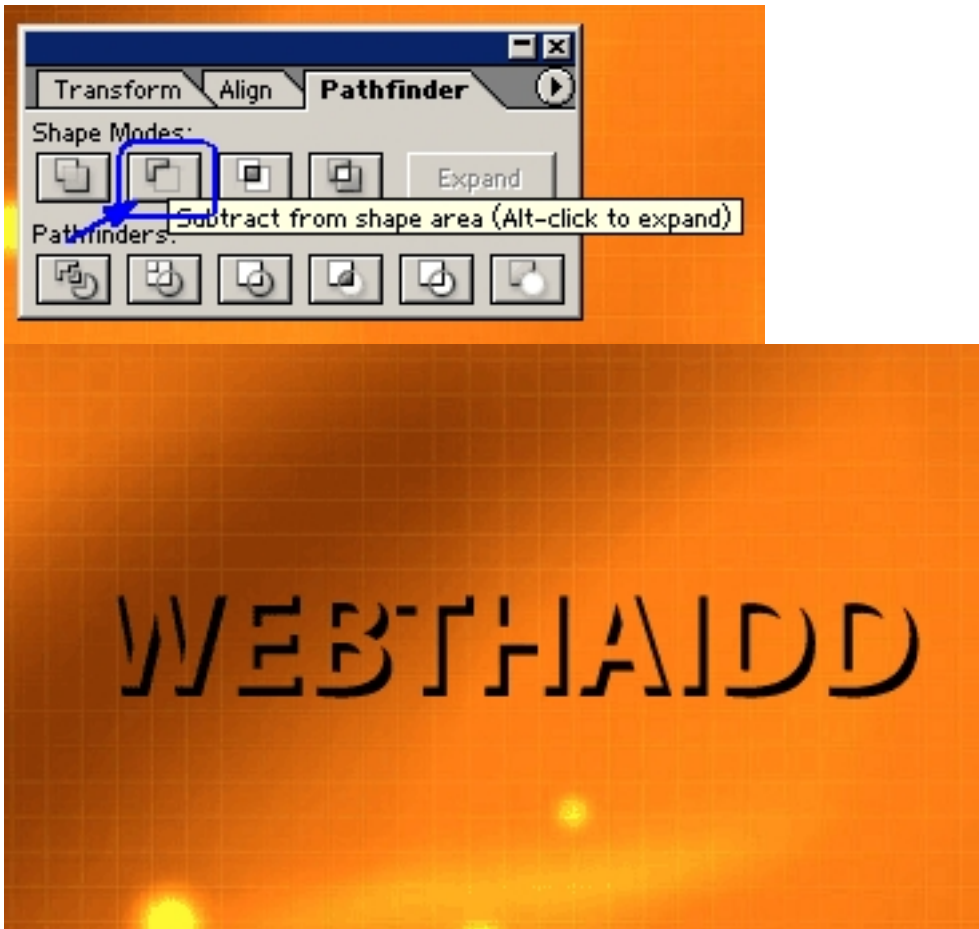 Transform Align Pathfinder
Shape Modes:
Expand
Subtract from shape area (Alt-click to expand)
Pathfinders:
WEBTHAIDD